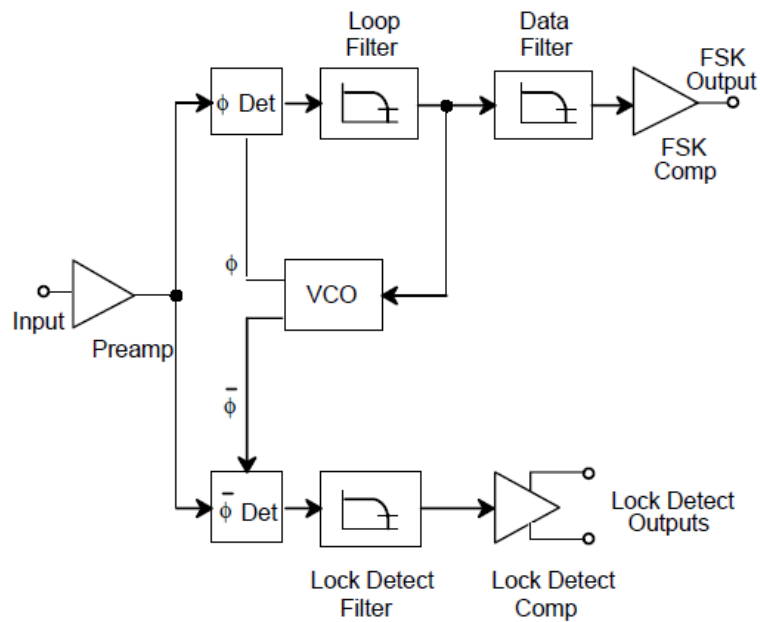 Loop
Filter
Data
Filter
FSK
Output
ϕ Det
FSK
Comp
ϕ
VCO
Input
Preamp
ϕ̅
ϕ̅ Det
Lock Detect
Outputs
Lock Detect
Filter
Lock Detect
Comp